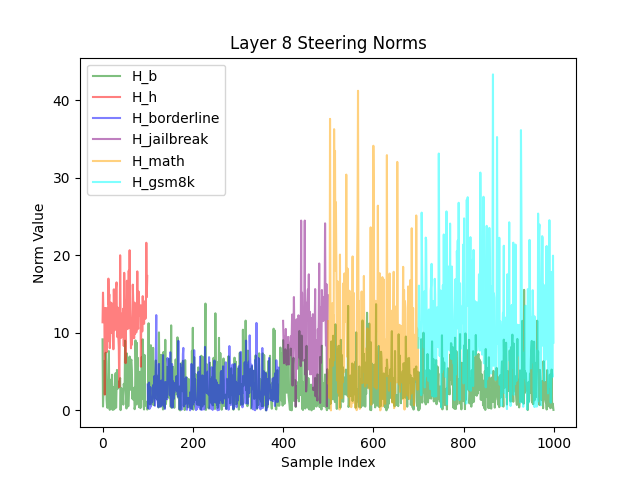 Layer 8 Steering Norms
H_b
H_h
H_borderline
H_jailbreak
H_math
H_gsm8k
Norm Value
40
30
20
10
0
0
200
400
600
800
1000
Sample Index